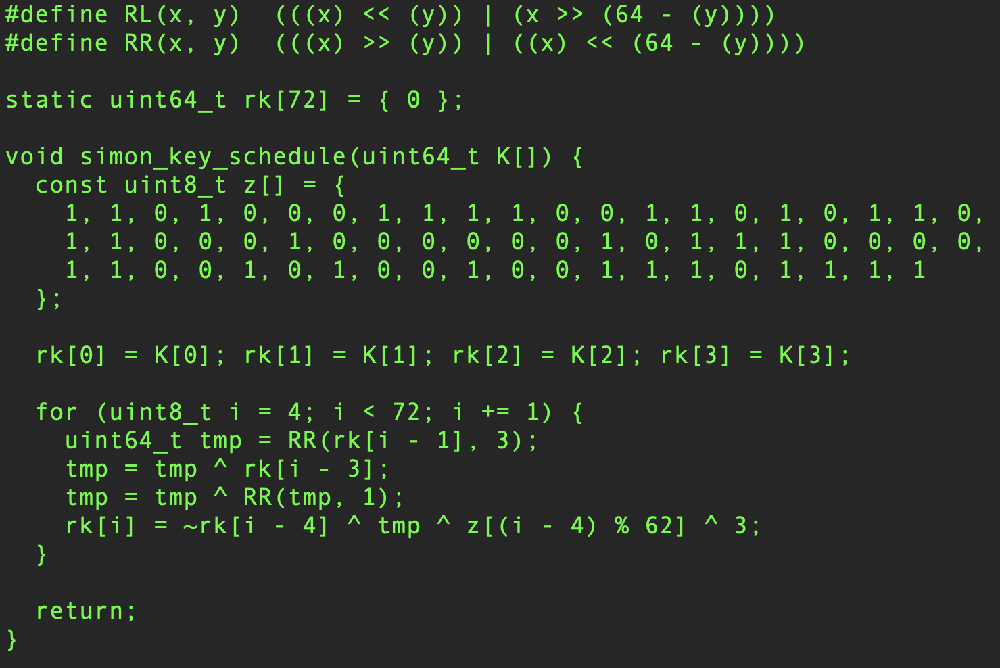 #define RL(x, y)  (((x) << (y)) | (x >> (64 - (y))))
#define RR(x, y)  (((x) >> (y)) | ((x) << (64 - (y))))

static uint64_t rk[72] = { 0 };

void simon_key_schedule(uint64_t K[]) {
  const uint8_t z[] = {
    1, 1, 0, 1, 0, 0, 0, 1, 1, 1, 1, 0, 0, 1, 1, 0, 1, 0, 1, 1, 0,
    1, 1, 0, 0, 0, 1, 0, 0, 0, 0, 0, 0, 1, 0, 1, 1, 1, 0, 0, 0, 0,
    1, 1, 0, 0, 1, 0, 1, 0, 0, 1, 0, 0, 1, 1, 1, 0, 1, 1, 1, 1
  };

  rk[0] = K[0]; rk[1] = K[1]; rk[2] = K[2]; rk[3] = K[3];

  for (uint8_t i = 4; i < 72; i += 1) {
    uint64_t tmp = RR(rk[i - 1], 3);
    tmp = tmp ^ rk[i - 3];
    tmp = tmp ^ RR(tmp, 1);
    rk[i] = ~rk[i - 4] ^ tmp ^ z[(i - 4) % 62] ^ 3;
  }

  return;
}